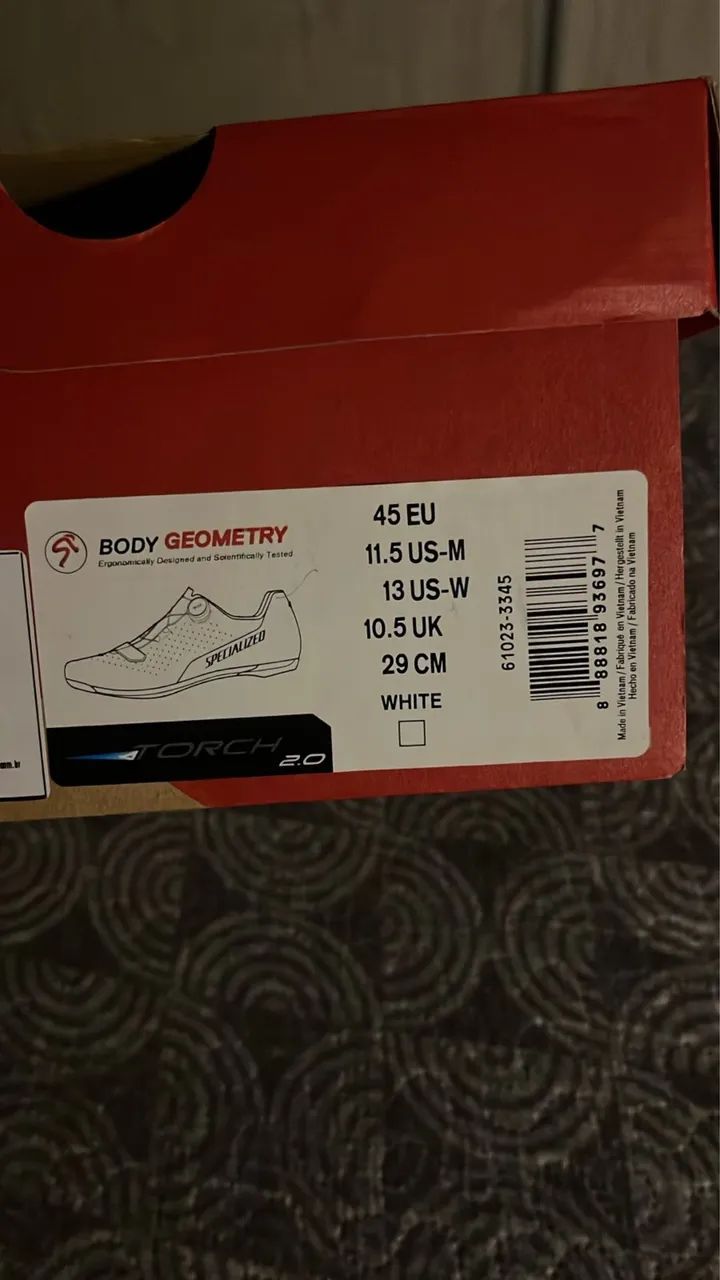 BODY GEOMETRY
Ergonomically Designed and Scientifically Tested
SPECIALIZED
TORCH
2.0
45 EU
11.5 US-M
13 US-W
10.5 UK
29 CM
WHITE
61023-3345
8 88818 93697 7
Made in Vietnam / Fabriqué en Vietnam / Hergestellt in Vietnam
Hecho en Vietnam / Fabricado na Vietnam